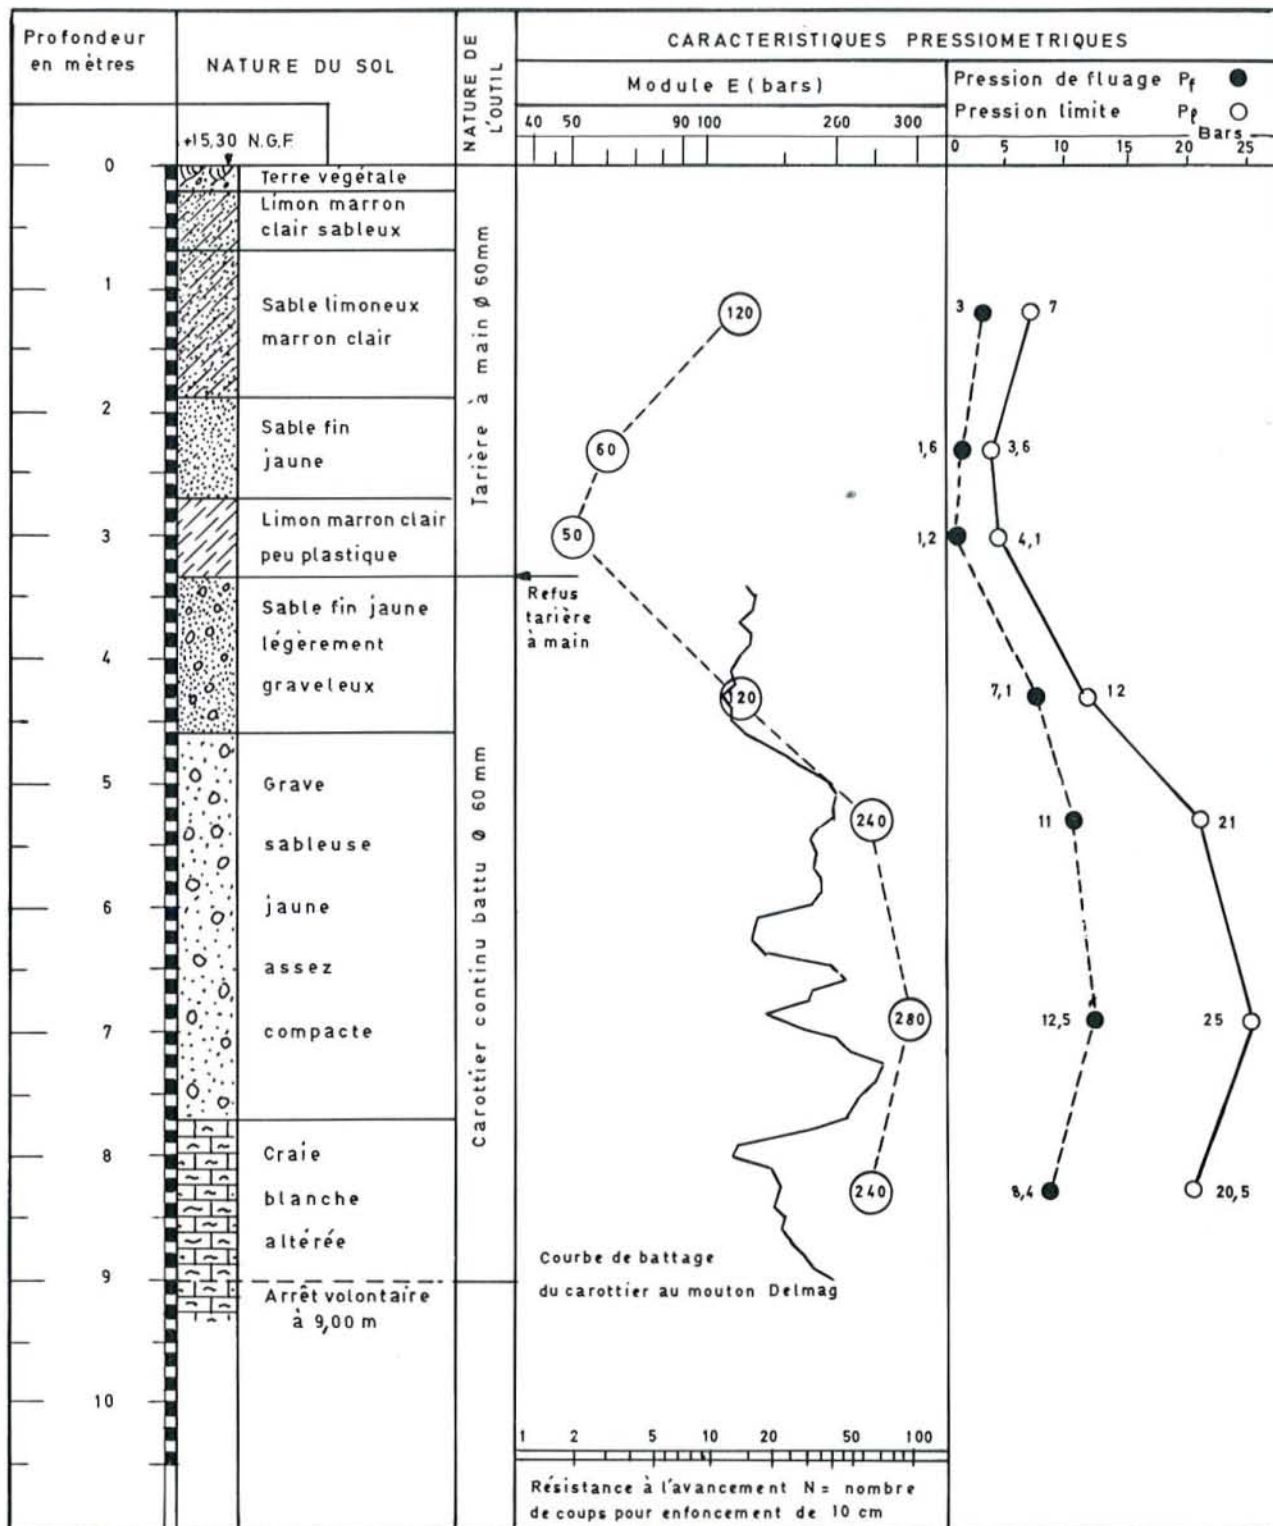 Profondeur
en mètres
NATURE DU SOL
NATURE DE
L'OUTIL
CARACTERISTIQUES PRESSIOMETRIQUES
Module E (bars)
Pression de fluage Pf
Pression limite Pℓ
Bars
40 50 90 100 200 300
0 5 10 15 20 25
+15,30 N.G.F.
0
Terre végétale
Limon marron
clair sableux
1
Sable limoneux
marron clair
Tarière à main Ø 60mm
120
3
7
2
Sable fin
jaune
60
1,6
3,6
Limon marron clair
peu plastique
3
50
1,2
4,1
Refus
tarière
à main
Sable fin jaune
légèrement
graveleux
4
120
7,1
12
Carottier continu battu Ø 60mm
5
Grave
sableuse
jaune
assez
compacte
240
11
21
6
7
280
12,5
25
8
Craie
blanche
altérée
240
8,4
20,5
9
Courbe de battage
du carottier au mouton Delmag
Arrêt volontaire
à 9,00 m
10
1 2 5 10 20 50 100
Résistance à l'avancement N = nombre
de coups pour enfoncement de 10 cm